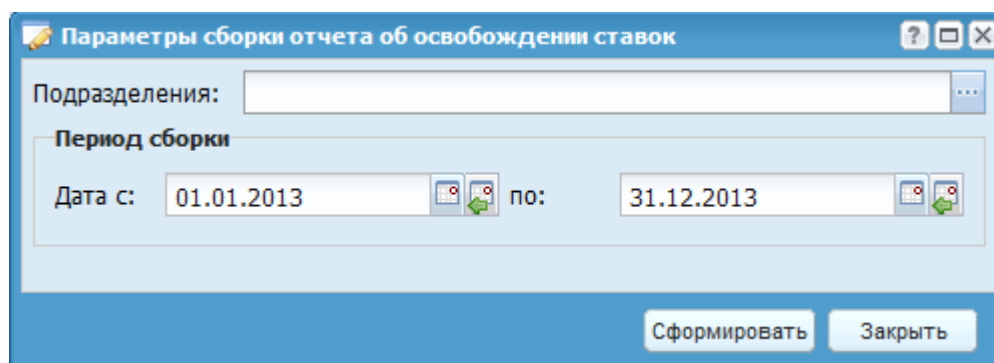 Параметры сборки отчета об освобождении ставок
Подразделения:
Период сборки
Дата с: 01.01.2013 по: 31.12.2013
Сформировать Закрыть